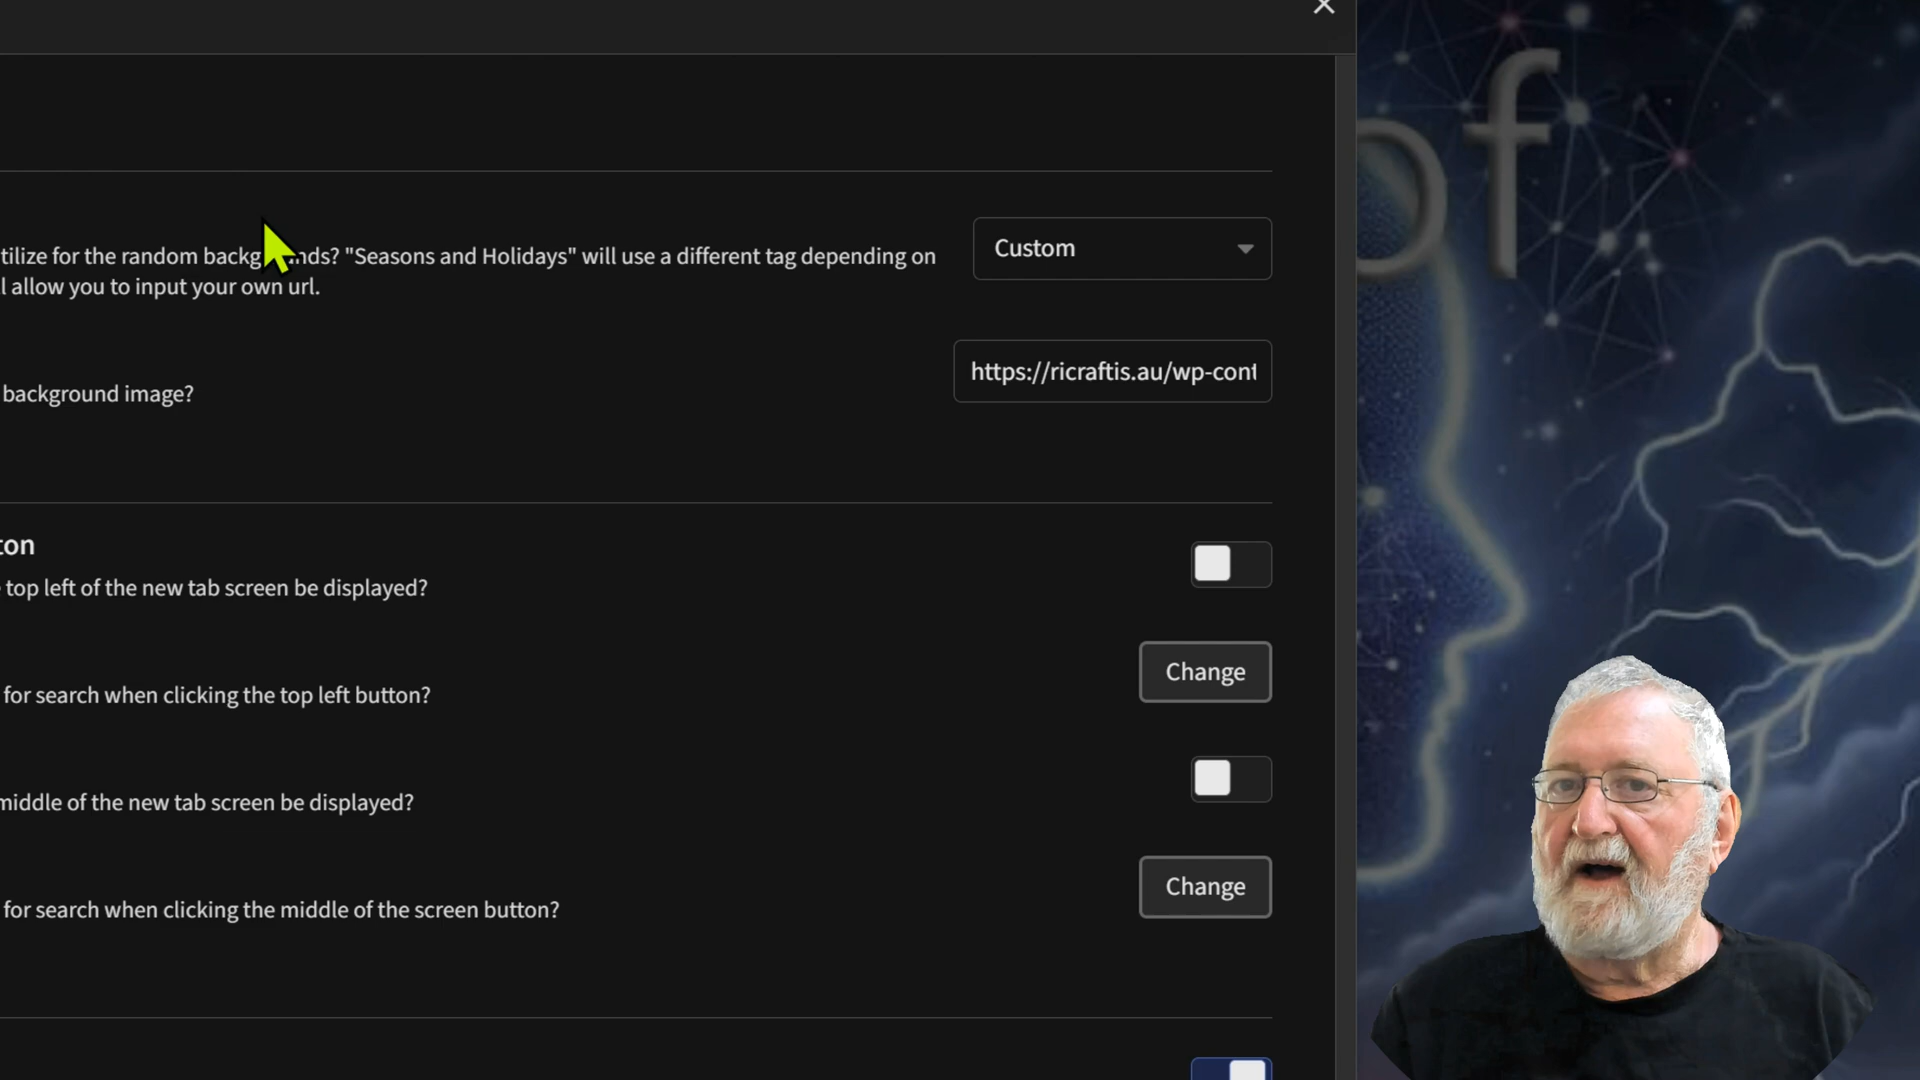 of
tilize for the random backg nds? "Seasons and Holidays" will use a different tag depending on
l allow you to input your own url.
Custom
https://ricraftis.au/wp-cont
background image?
ton
top left of the new tab screen be displayed?
Change
for search when clicking the top left button?
middle of the new tab screen be displayed?
Change
for search when clicking the middle of the screen button?